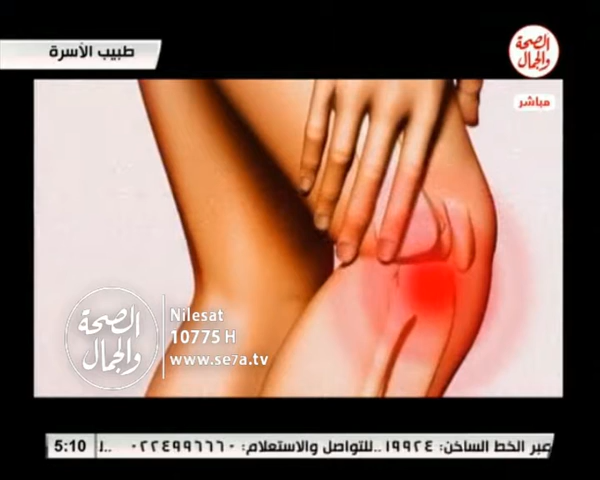 طبيب الأسرة
الصحة
والجمال
مباشر
الصحة
والجمال
Nilesat
10775 H
www.se7a.tv
عبر الخط الساخن: ١٩٩٢٤ ..للتواصل والاستعلام: ٠٢٢٤٩٩٦٦٦٠ ..لـ
5:10